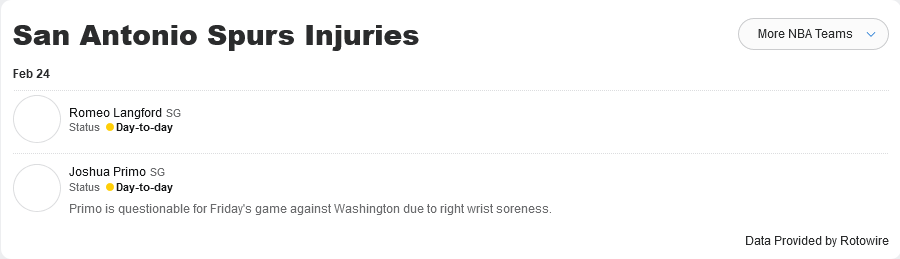 San Antonio Spurs Injuries
More NBA Teams
Feb 24
Romeo Langford SG
Status Day-to-day
Joshua Primo SG
Status Day-to-day
Primo is questionable for Friday's game against Washington due to right wrist soreness.
Data Provided by Rotowire